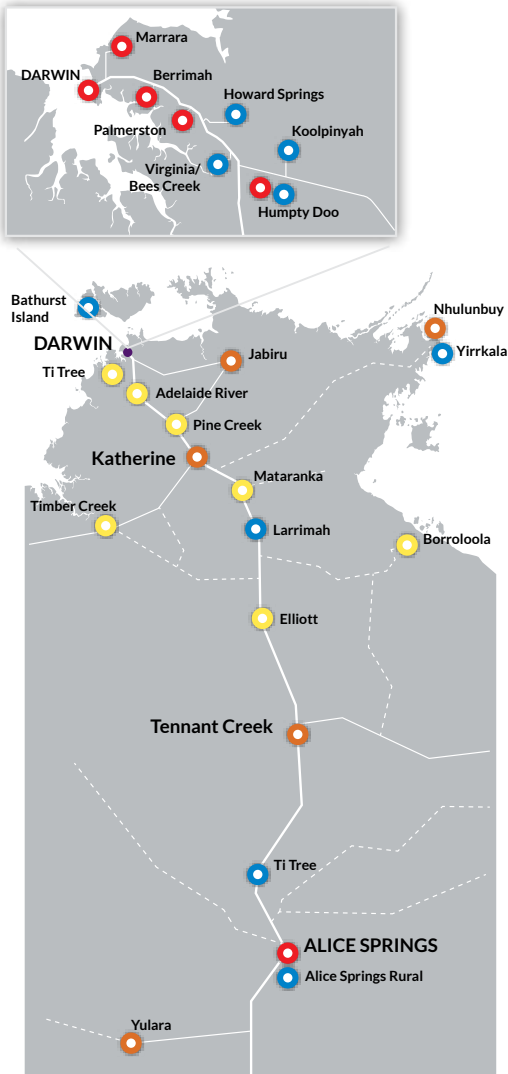 Marrara
DARWIN
Berrimah
Howard Springs
Palmerston
Koolpinyah
Virginia/
Bees Creek
Humpty Doo
Bathurst
Island
Nhulunbuy
DARWIN
Yirrkala
Jabiru
Ti Tree
Adelaide River
Pine Creek
Katherine
Mataranka
Timber Creek
Larrimah
Borroloola
Elliott
Tennant Creek
Ti Tree
ALICE SPRINGS
Alice Springs Rural
Yulara